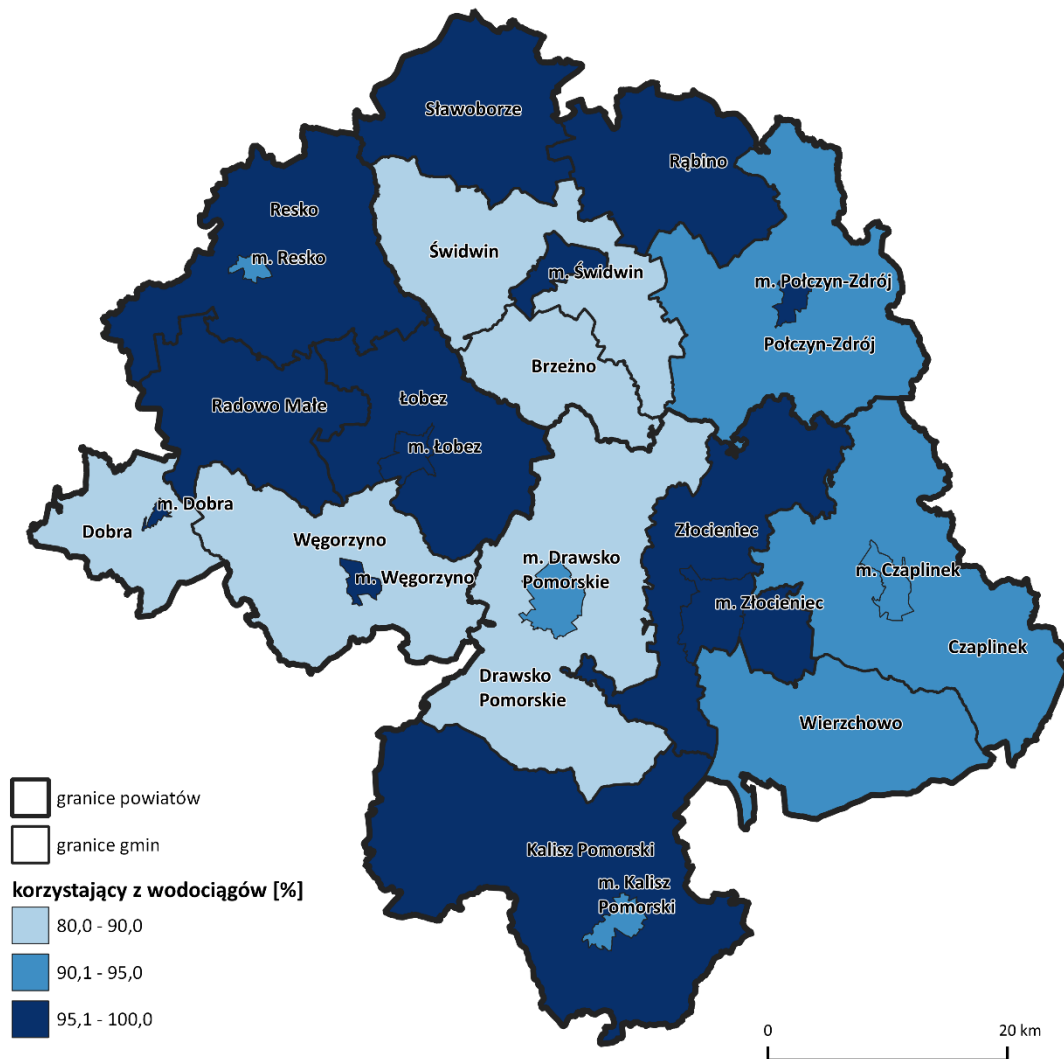 Sławoborze
Rąbino
Resko
m. Resko
Świdwin
m. Świdwin
m. Połczyn-Zdrój
Połczyn-Zdrój
Brzeżno
Radowo Małe
Łobez
m. Łobez
m. Dobra
Dobra
Węgorzyno
m. Węgorzyno
m. Drawsko
Pomorskie
Złocieniec
m. Czaplinek
m. Złocieniec
Czaplinek
Drawsko
Pomorskie
Wierzchowo
Kalisz Pomorski
m. Kalisz
Pomorski
granice powiatów
granice gmin
korzystający z wodociągów [%]
80,0 - 90,0
90,1 - 95,0
95,1 - 100,0
0
20 km